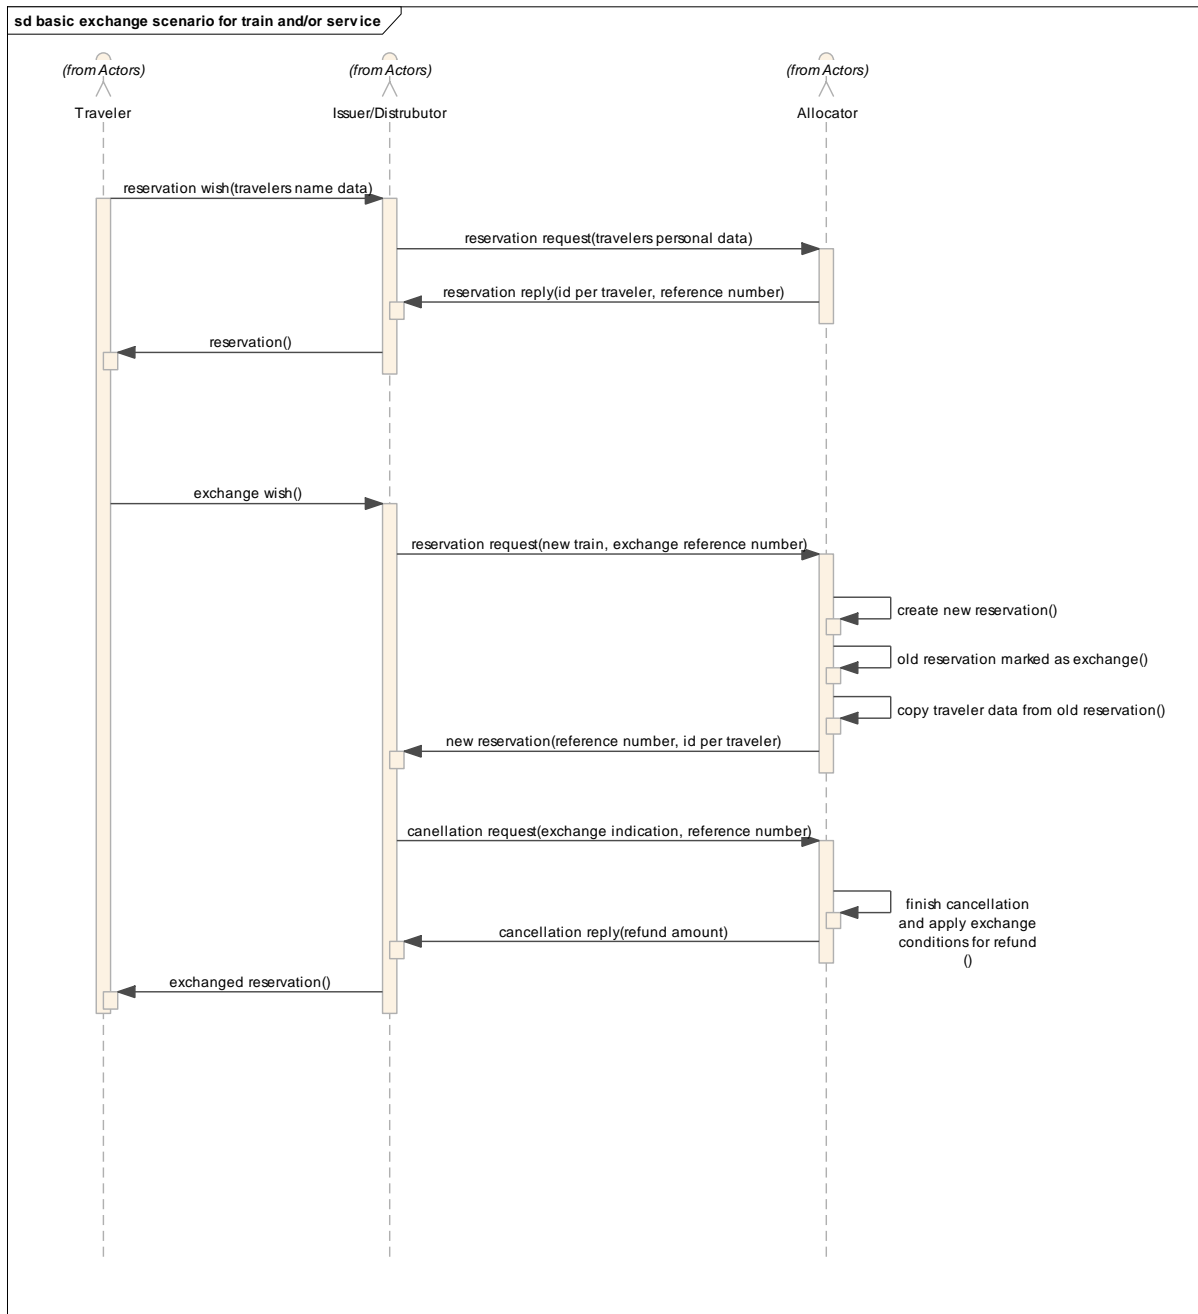 sd basic exchange scenario for train and/or service
(from Actors)
(from Actors)
(from Actors)
Traveler
Issuer/Distrubutor
Allocator
reservation wish(travelers name data)
reservation request(travelers personal data)
reservation reply(id per traveler, reference number)
reservation()
exchange wish()
reservation request(new train, exchange reference number)
create new reservation()
old reservation marked as exchange()
copy traveler data from old reservation()
new reservation(reference number, id per traveler)
canellation request(exchange indication, reference number)
finish cancellation
and apply exchange
conditions for refund
()
cancellation reply(refund amount)
exchanged reservation()